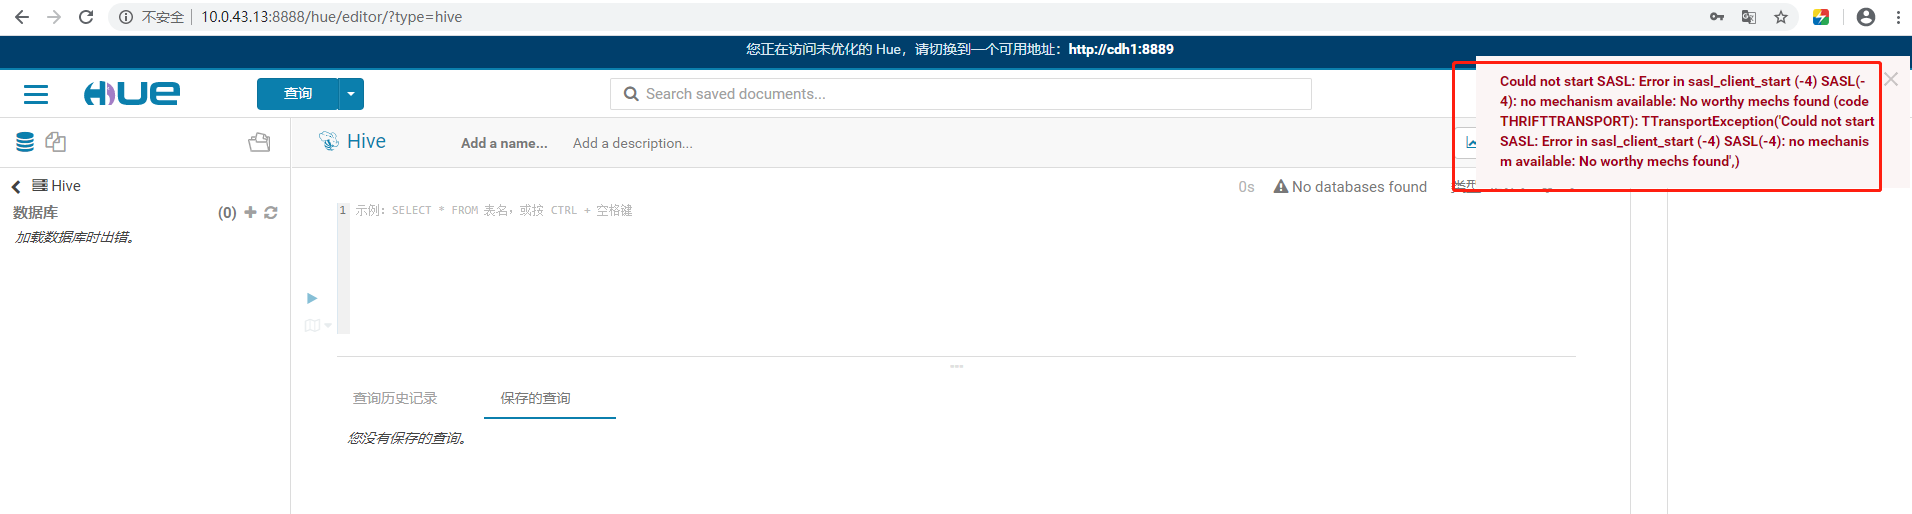 不安全 10.0.43.13:8888/hue/editor/?type=hive
您正在访问未优化的 Hue，请切换到一个可用地址：http://cdh1:8889
HUE
查询
Search saved documents...
Could not start SASL: Error in sasl_client_start (-4) SASL(-
4): no mechanism available: No worthy mechs found (code
THRIFTTRANSPORT): TTransportException('Could not start
SASL: Error in sasl_client_start (-4) SASL(-4): no mechanis
m available: No worthy mechs found',)
Hive Add a name... Add a description...
Hive
0s No databases found 类型
数据库 (0)
1 示例: SELECT * FROM 表名，或按 CTRL + 空格键
加载数据库时出错。
查询历史记录 保存的查询
您没有保存的查询。